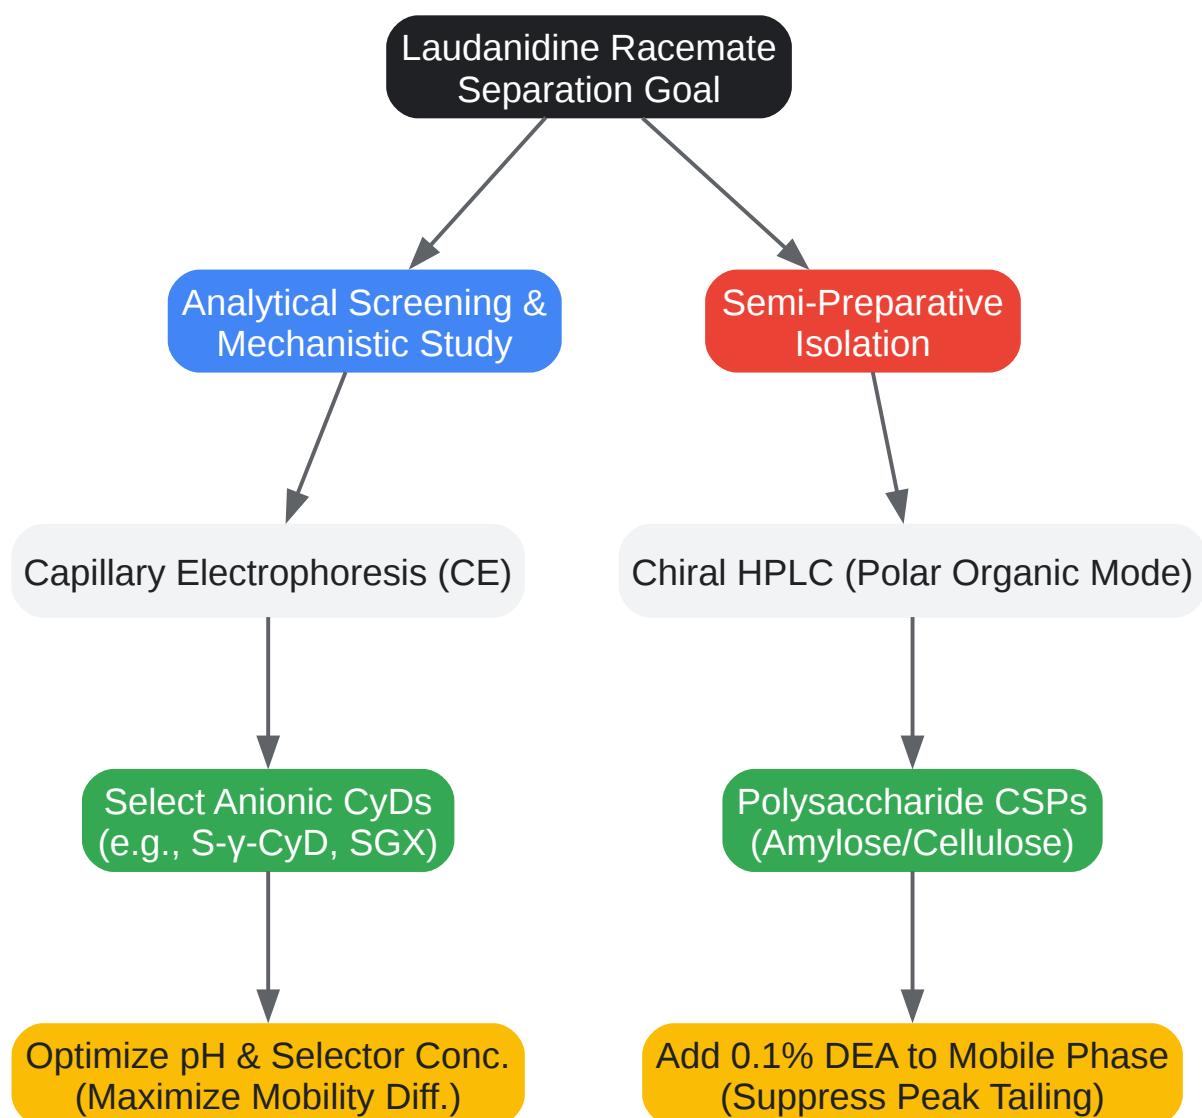 Laudanidine Racemate
Separation Goal
Analytical Screening &
Mechanistic Study
Semi-Preparative
Isolation
Capillary Electrophoresis (CE)
Chiral HPLC (Polar Organic Mode)
Select Anionic CyDs
(e.g., S-γ-CyD, SGX)
Polysaccharide CSPs
(Amylose/Cellulose)
Optimize pH & Selector Conc.
(Maximize Mobility Diff.)
Add 0.1% DEA to Mobile Phase
(Suppress Peak Tailing)